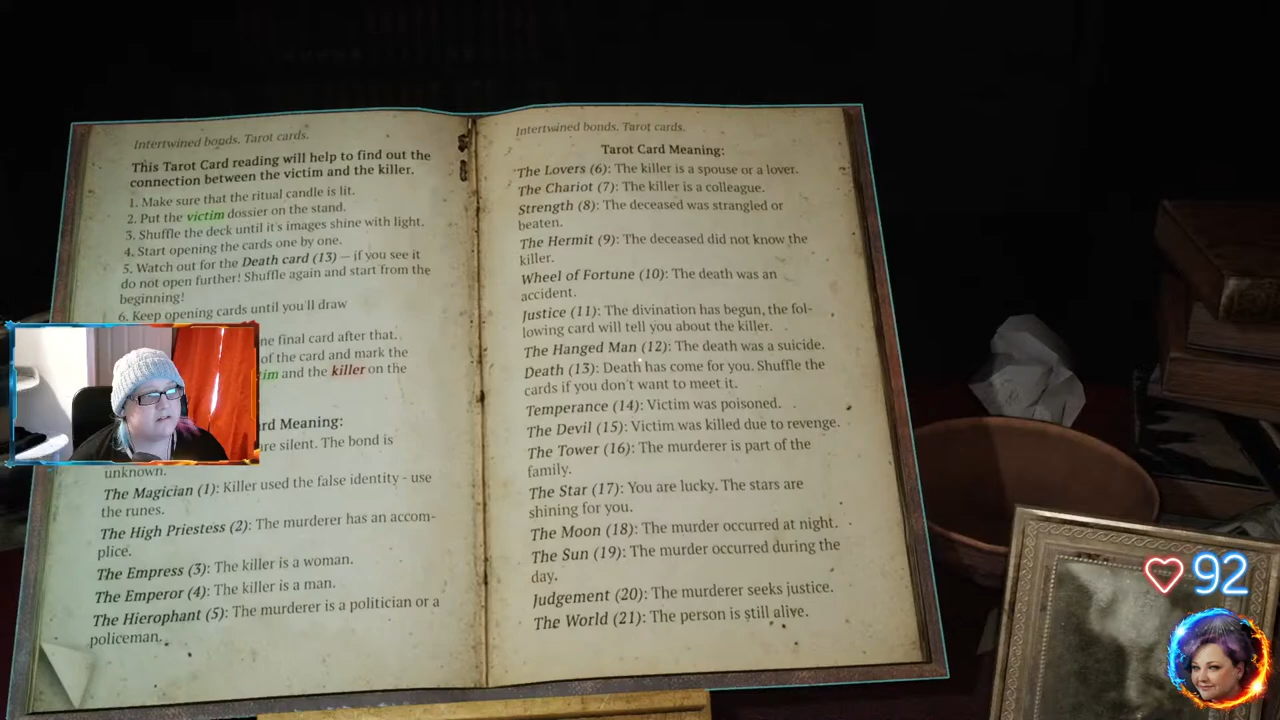 Intertwined bonds. Tarot cards.
This Tarot Card reading will help to find out the
connection between the victim and the killer.
1. Make sure that the ritual candle is lit.
2. Put the victim dossier on the stand.
3. Shuffle the deck until it's images shine with light.
4. Start opening the cards one by one.
5. Watch out for the Death card (13) — if you see it
do not open further! Shuffle again and start from the
beginning!
6. Keep opening cards until you'll draw
ne final card after that.
of the card and mark the
im and the killer on the
rd Meaning:
are silent. The bond is
unknown.
The Magician (1): Killer used the false identity - use
the runes.
The High Priestess (2): The murderer has an accom-
plice.
The Empress (3): The killer is a woman.
The Emperor (4): The killer is a man.
The Hierophant (5): The murderer is a politician or a
policeman.
Intertwined bonds. Tarot cards.
Tarot Card Meaning:
The Lovers (6): The killer is a spouse or a lover.
The Chariot (7): The killer is a colleague.
Strength (8): The deceased was strangled or
beaten.
The Hermit (9): The deceased did not know the
killer.
Wheel of Fortune (10): The death was an
accident.
Justice (11): The divination has begun, the fol-
lowing card will tell you about the killer.
The Hanged Man (12): The death was a suicide.
Death (13): Death has come for you. Shuffle the
cards if you don't want to meet it.
Temperance (14): Victim was poisoned.
The Devil (15): Victim was killed due to revenge.
The Tower (16): The murderer is part of the
family.
The Star (17): You are lucky. The stars are
shining for you.
The Moon (18): The murder occurred at night.
The Sun (19): The murder occurred during the
day.
Judgement (20): The murderer seeks justice.
The World (21): The person is still alive.
92